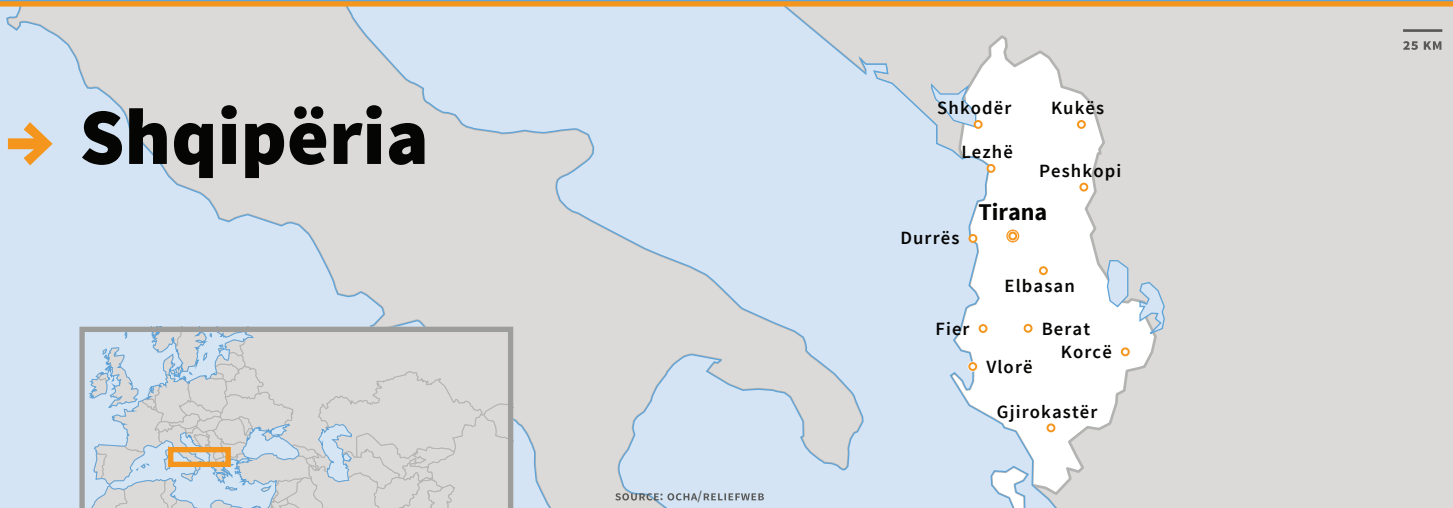 25 KM
Shqipëria
Shkodër
Kukës
Lezhë
Peshkopi
Tirana
Durrës
Elbasan
Fier
Berat
Korcë
Vlorë
Gjirokastër
SOURCE: OCHA/RELIEFWEB